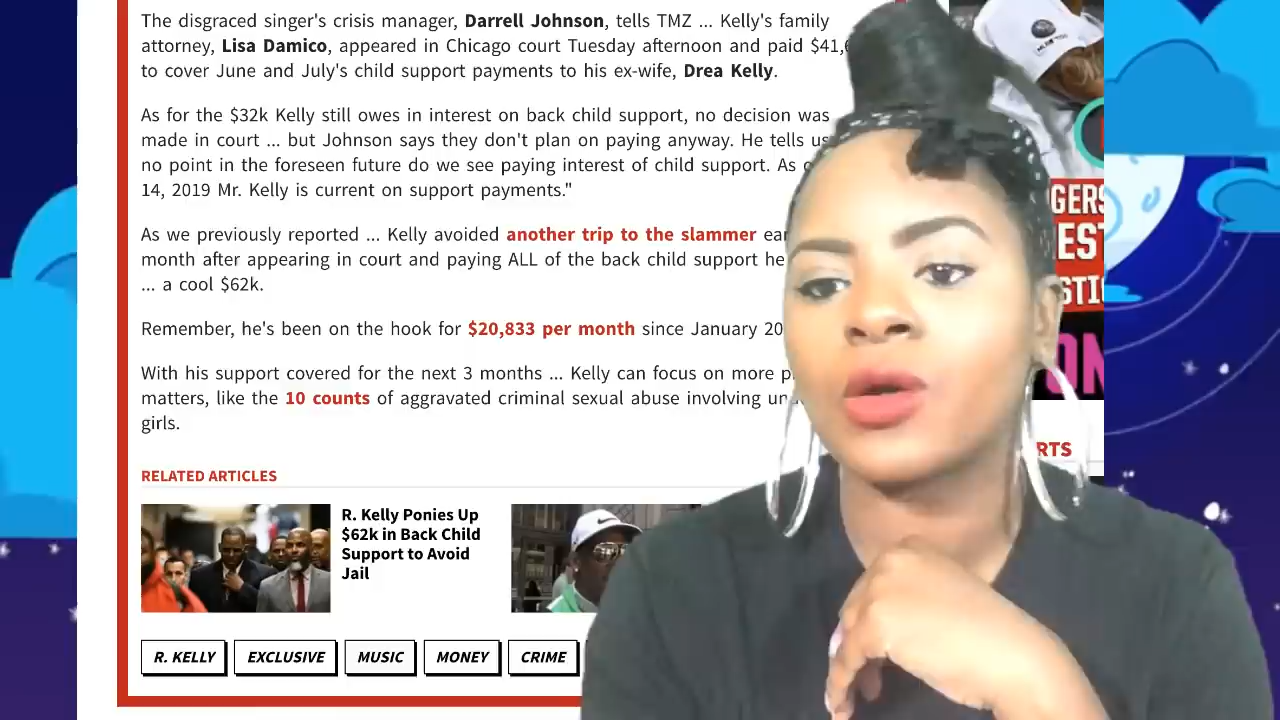 The disgraced singer's crisis manager, Darrell Johnson, tells TMZ ... Kelly's family
attorney, Lisa Damico, appeared in Chicago court Tuesday afternoon and paid $41,
to cover June and July's child support payments to his ex-wife, Drea Kelly.
As for the $32k Kelly still owes in interest on back child support, no decision was
made in court ... but Johnson says they don't plan on paying anyway. He tells us
no point in the foreseen future do we see paying interest of child support. As
14, 2019 Mr. Kelly is current on support payments."
As we previously reported ... Kelly avoided another trip to the slammer
month after appearing in court and paying ALL of the back child support he
... a cool $62k.
Remember, he's been on the hook for $20,833 per month since January 20
With his support covered for the next 3 months ... Kelly can focus on more
matters, like the 10 counts of aggravated criminal sexual abuse involving
girls.
RELATED ARTICLES
R. Kelly Ponies Up
$62k in Back Child
Support to Avoid
Jail
R. KELLY EXCLUSIVE MUSIC MONEY CRIME
GERS
EST
STI
ON
RTS